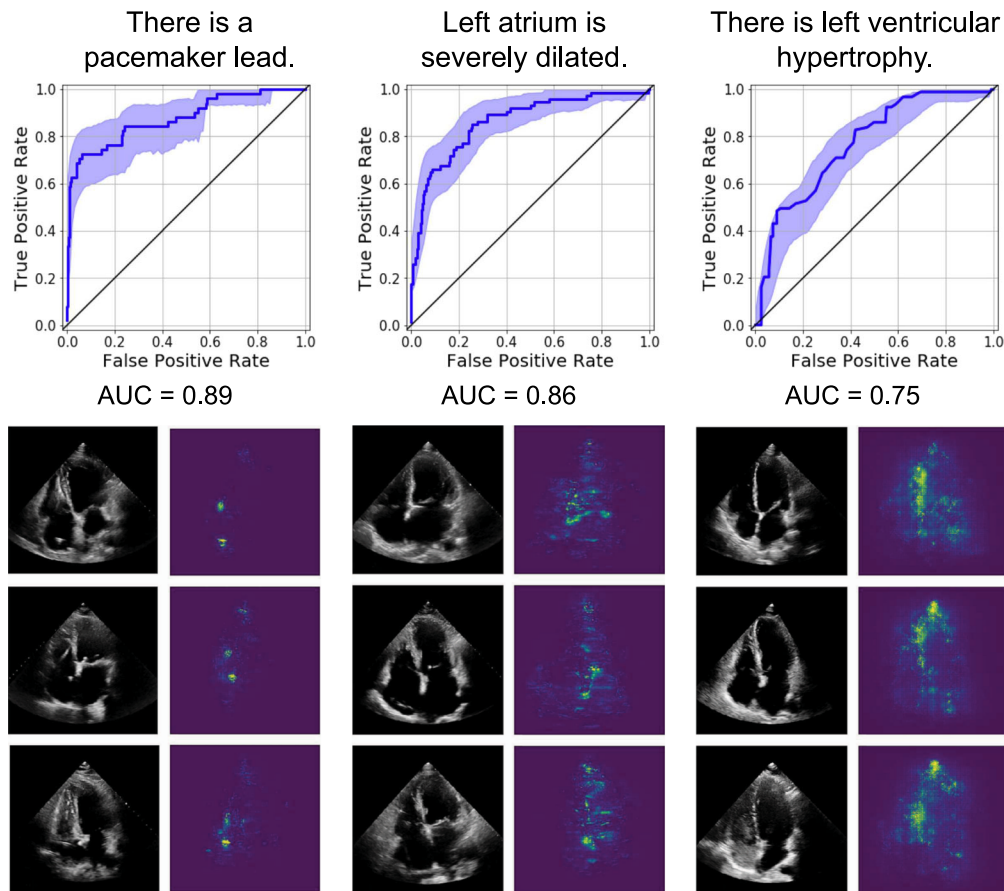 There is a
pacemaker lead.
Left atrium is
severely dilated.
There is left ventricular
hypertrophy.
True Positive Rate
1.0
0.8
0.6
0.4
0.2
0.0
0.0 0.2 0.4 0.6 0.8 1.0
False Positive Rate
AUC = 0.89
True Positive Rate
1.0
0.8
0.6
0.4
0.2
0.0
0.0 0.2 0.4 0.6 0.8 1.0
False Positive Rate
AUC = 0.86
True Positive Rate
1.0
0.8
0.6
0.4
0.2
0.0
0.0 0.2 0.4 0.6 0.8 1.0
False Positive Rate
AUC = 0.75